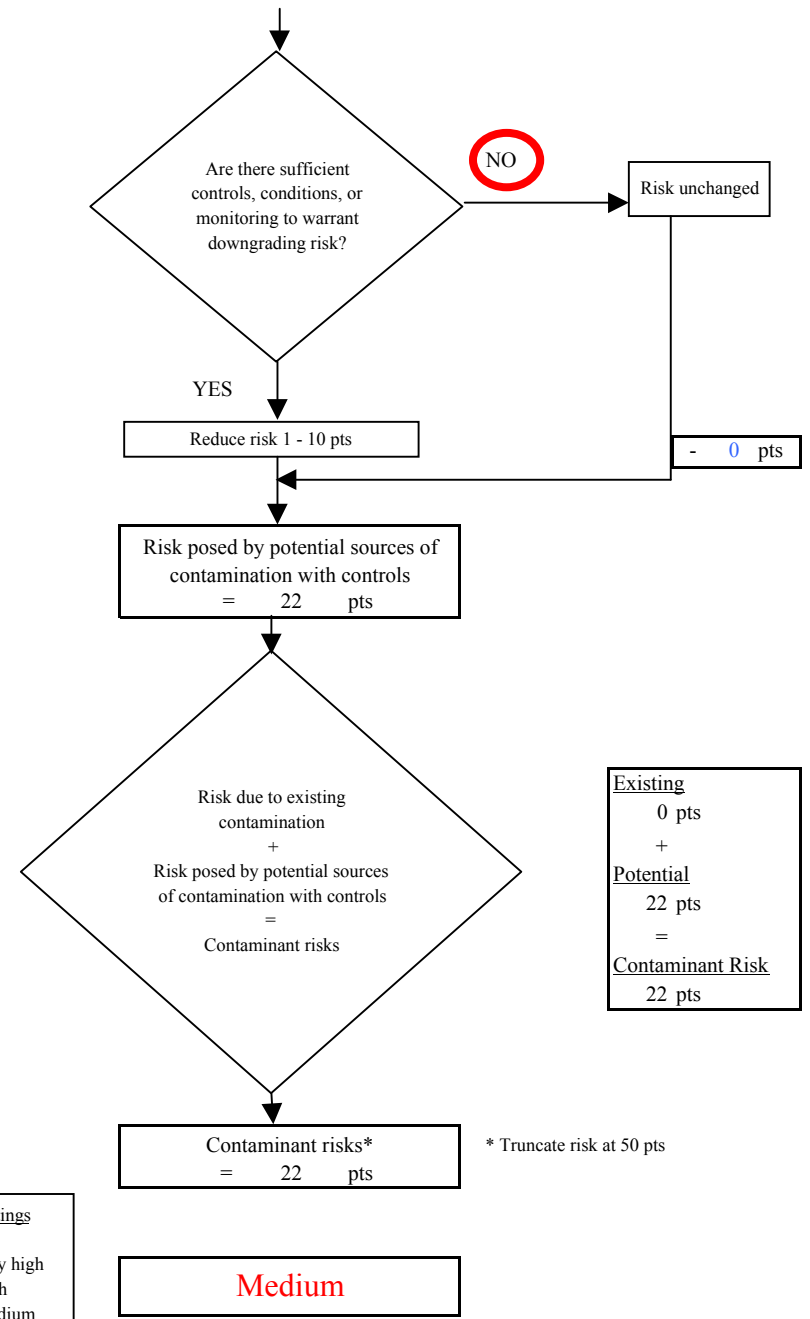 Are there sufficient
controls, conditions, or
monitoring to warrant
downgrading risk?
NO
Risk unchanged
YES
Reduce risk 1 - 10 pts
- 0 pts
Risk posed by potential sources of
contamination with controls
= 22 pts
Risk due to existing
contamination
+
Risk posed by potential sources
of contamination with controls
=
Contaminant risks
Existing
0 pts
+
Potential
22 pts
=
Contaminant Risk
22 pts
Contaminant risks*
= 22 pts
* Truncate risk at 50 pts
ings
y high
h
dium
Medium